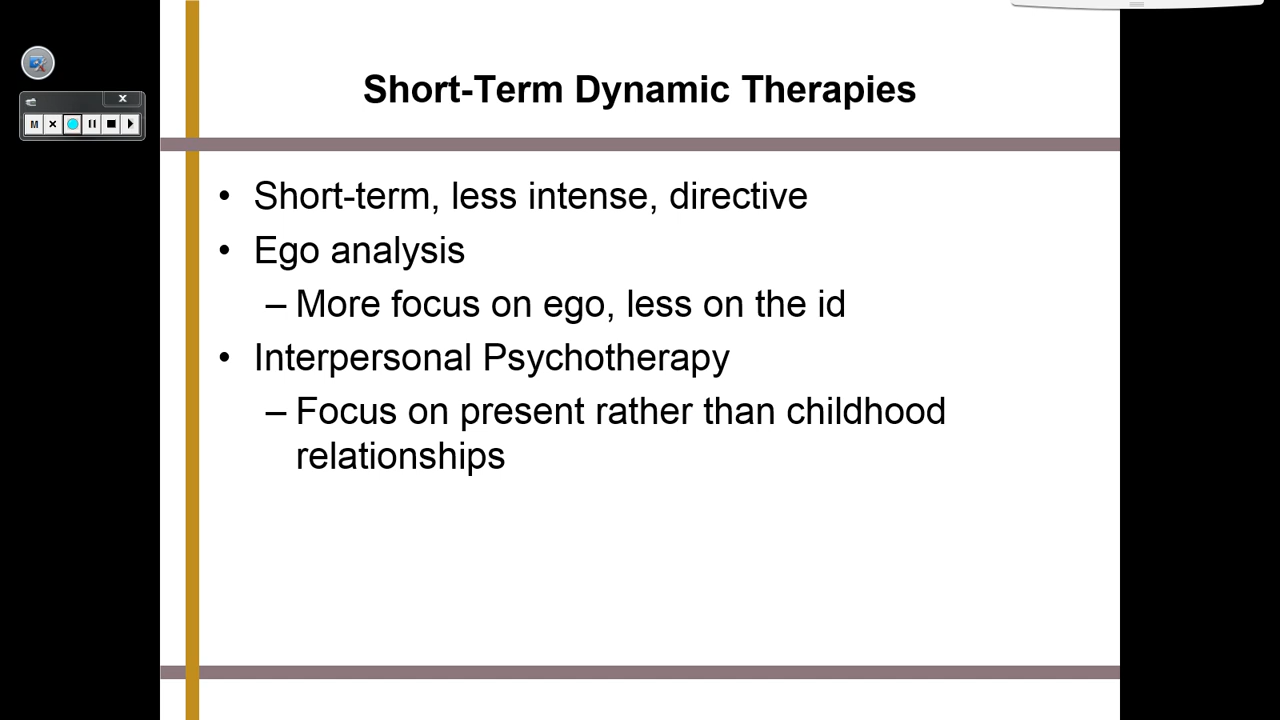 Short-Term Dynamic Therapies
M
• Short-term, less intense, directive
• Ego analysis
– More focus on ego, less on the id
• Interpersonal Psychotherapy
– Focus on present rather than childhood
relationships